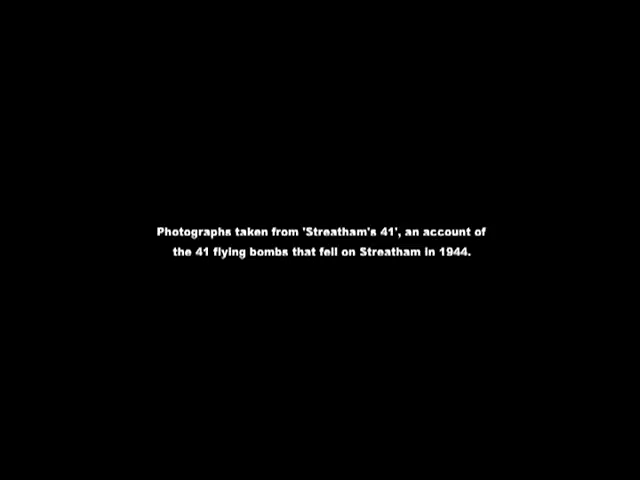 Photographs taken from 'Streatham's 41', an account of
the 41 flying bombs that fell on Streatham in 1944.